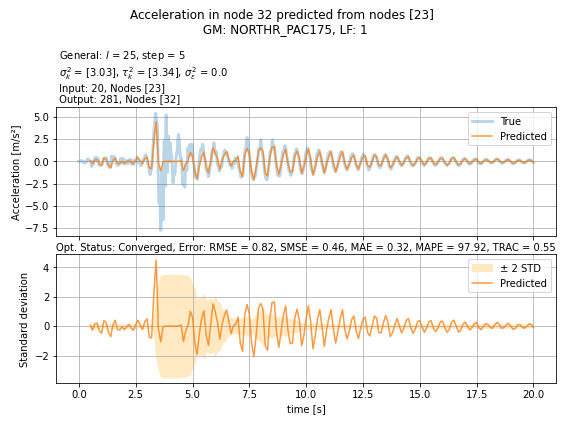 Acceleration in node 32 predicted from nodes [23]
GM: NORTHR_PAC175, LF: 1
General: l = 25, step = 5
σ²_k = [3.03], τ²_k = [3.34], σ²_ε = 0.0
Input: 20, Nodes [23]
Output: 281, Nodes [32]
5.0
2.5
0.0
−2.5
−5.0
−7.5
Acceleration [m/s²]
True
Predicted
Opt. Status: Converged, Error: RMSE = 0.82, SMSE = 0.46, MAE = 0.32, MAPE = 97.92, TRAC = 0.55
4
2
0
−2
Standard deviation
± 2 STD
Predicted
0.0 2.5 5.0 7.5 10.0 12.5 15.0 17.5 20.0
time [s]